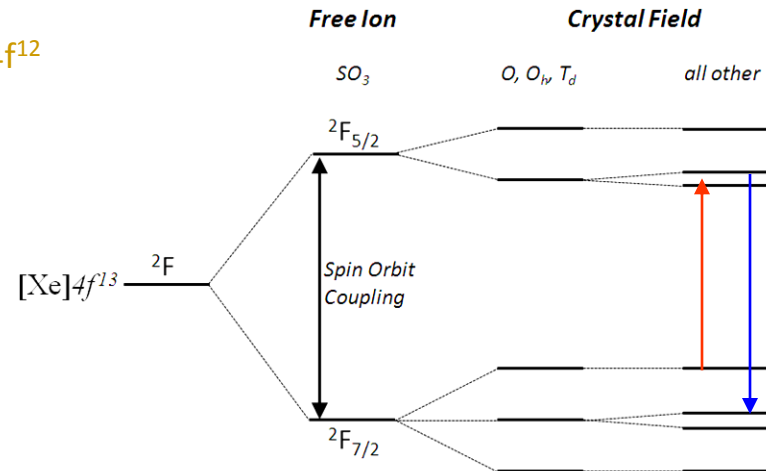 Free Ion Crystal Field
f¹²
SO₃ O, Oₕ, T_d all other
²F₅/₂
²F
[Xe]4f¹³
Spin Orbit
Coupling
²F₇/₂